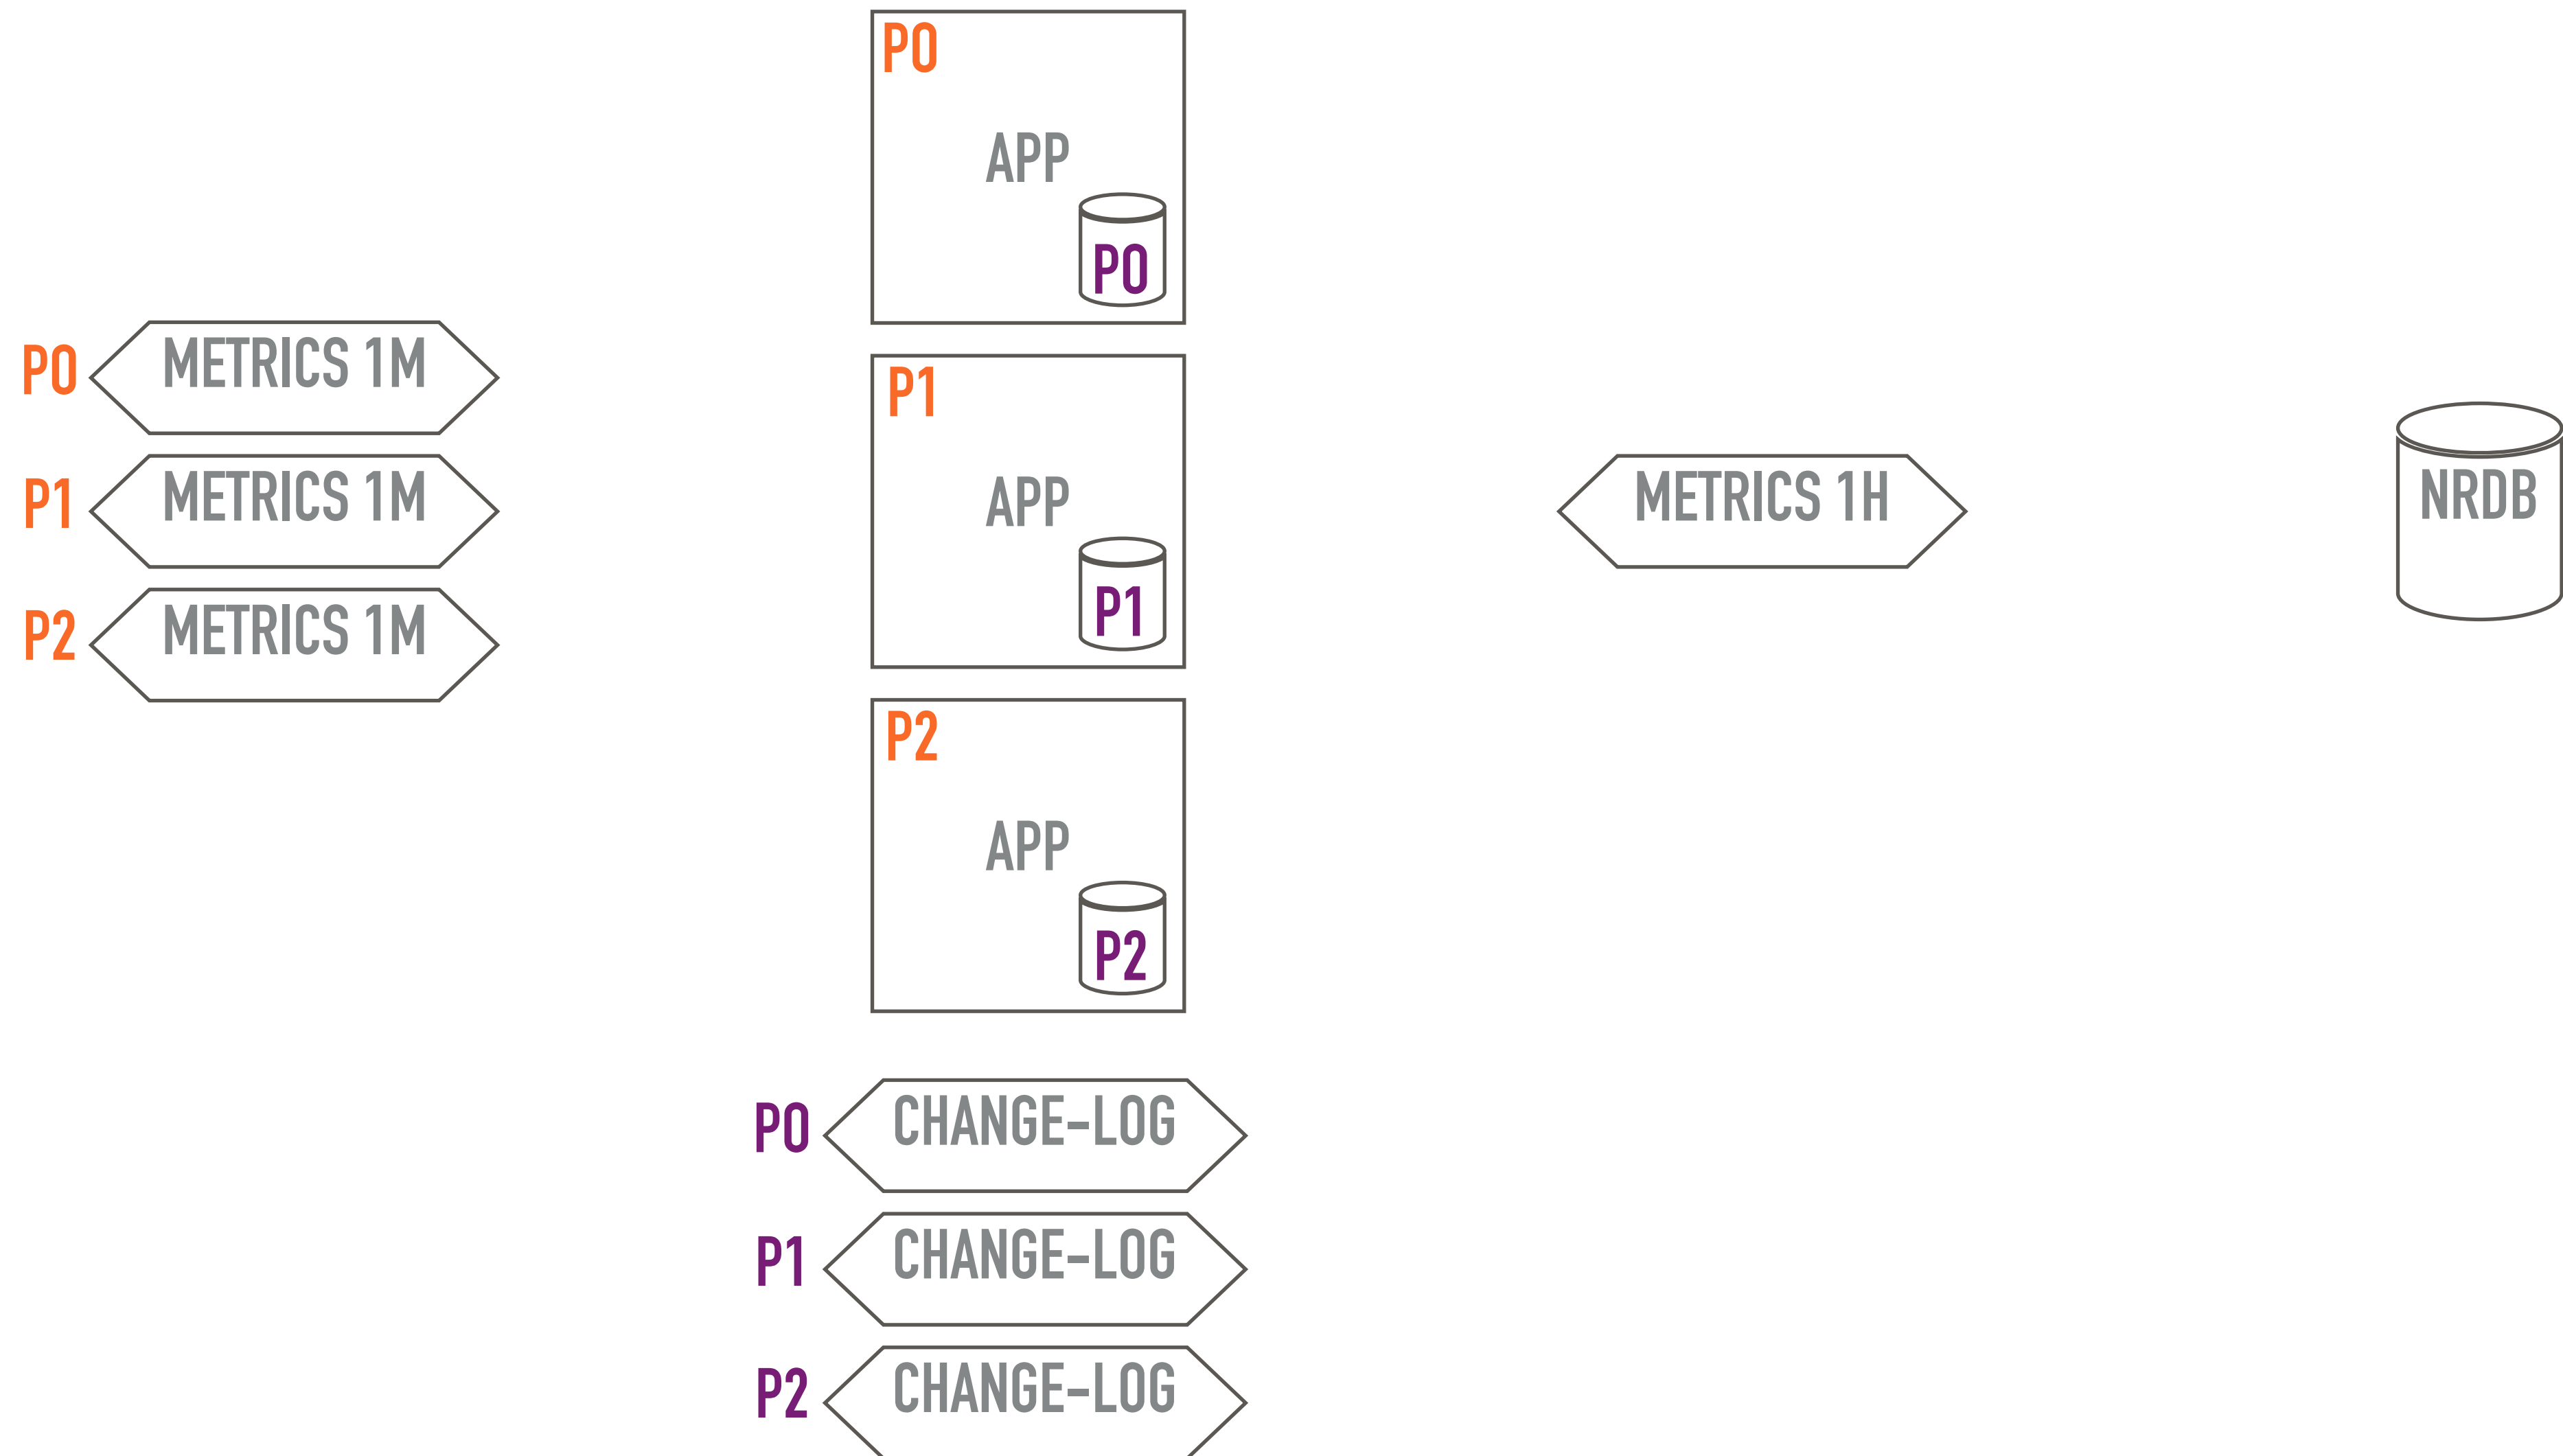 P0
APP
P0
P0 METRICS 1M
P1
APP
P1
P1 METRICS 1M
METRICS 1H
NRDB
P2 METRICS 1M
P2
APP
P2
P0 CHANGE-LOG
P1 CHANGE-LOG
P2 CHANGE-LOG